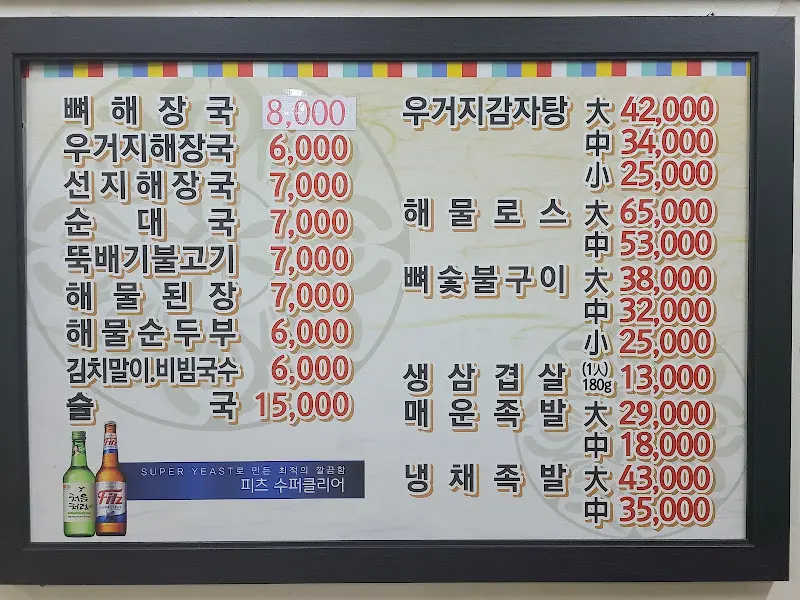 뼈해장국 8,000
우거지해장국 6,000
선지해장국 7,000
순대국 7,000
뚝배기불고기 7,000
해물된장 7,000
해물순두부 6,000
김치말이.비빔국수 6,000
술국 15,000
SUPER YEAST로 만든 최적의 깔끔함
피츠 수퍼클리어
처음처럼
Fitz
우거지감자탕 大 42,000
中 34,000
小 25,000
해물로스 大 65,000
中 53,000
뼈숯불구이 大 38,000
中 32,000
小 25,000
생삼겹살 (1人) 180g 13,000
매운족발 大 29,000
中 18,000
냉채족발 大 43,000
中 35,000